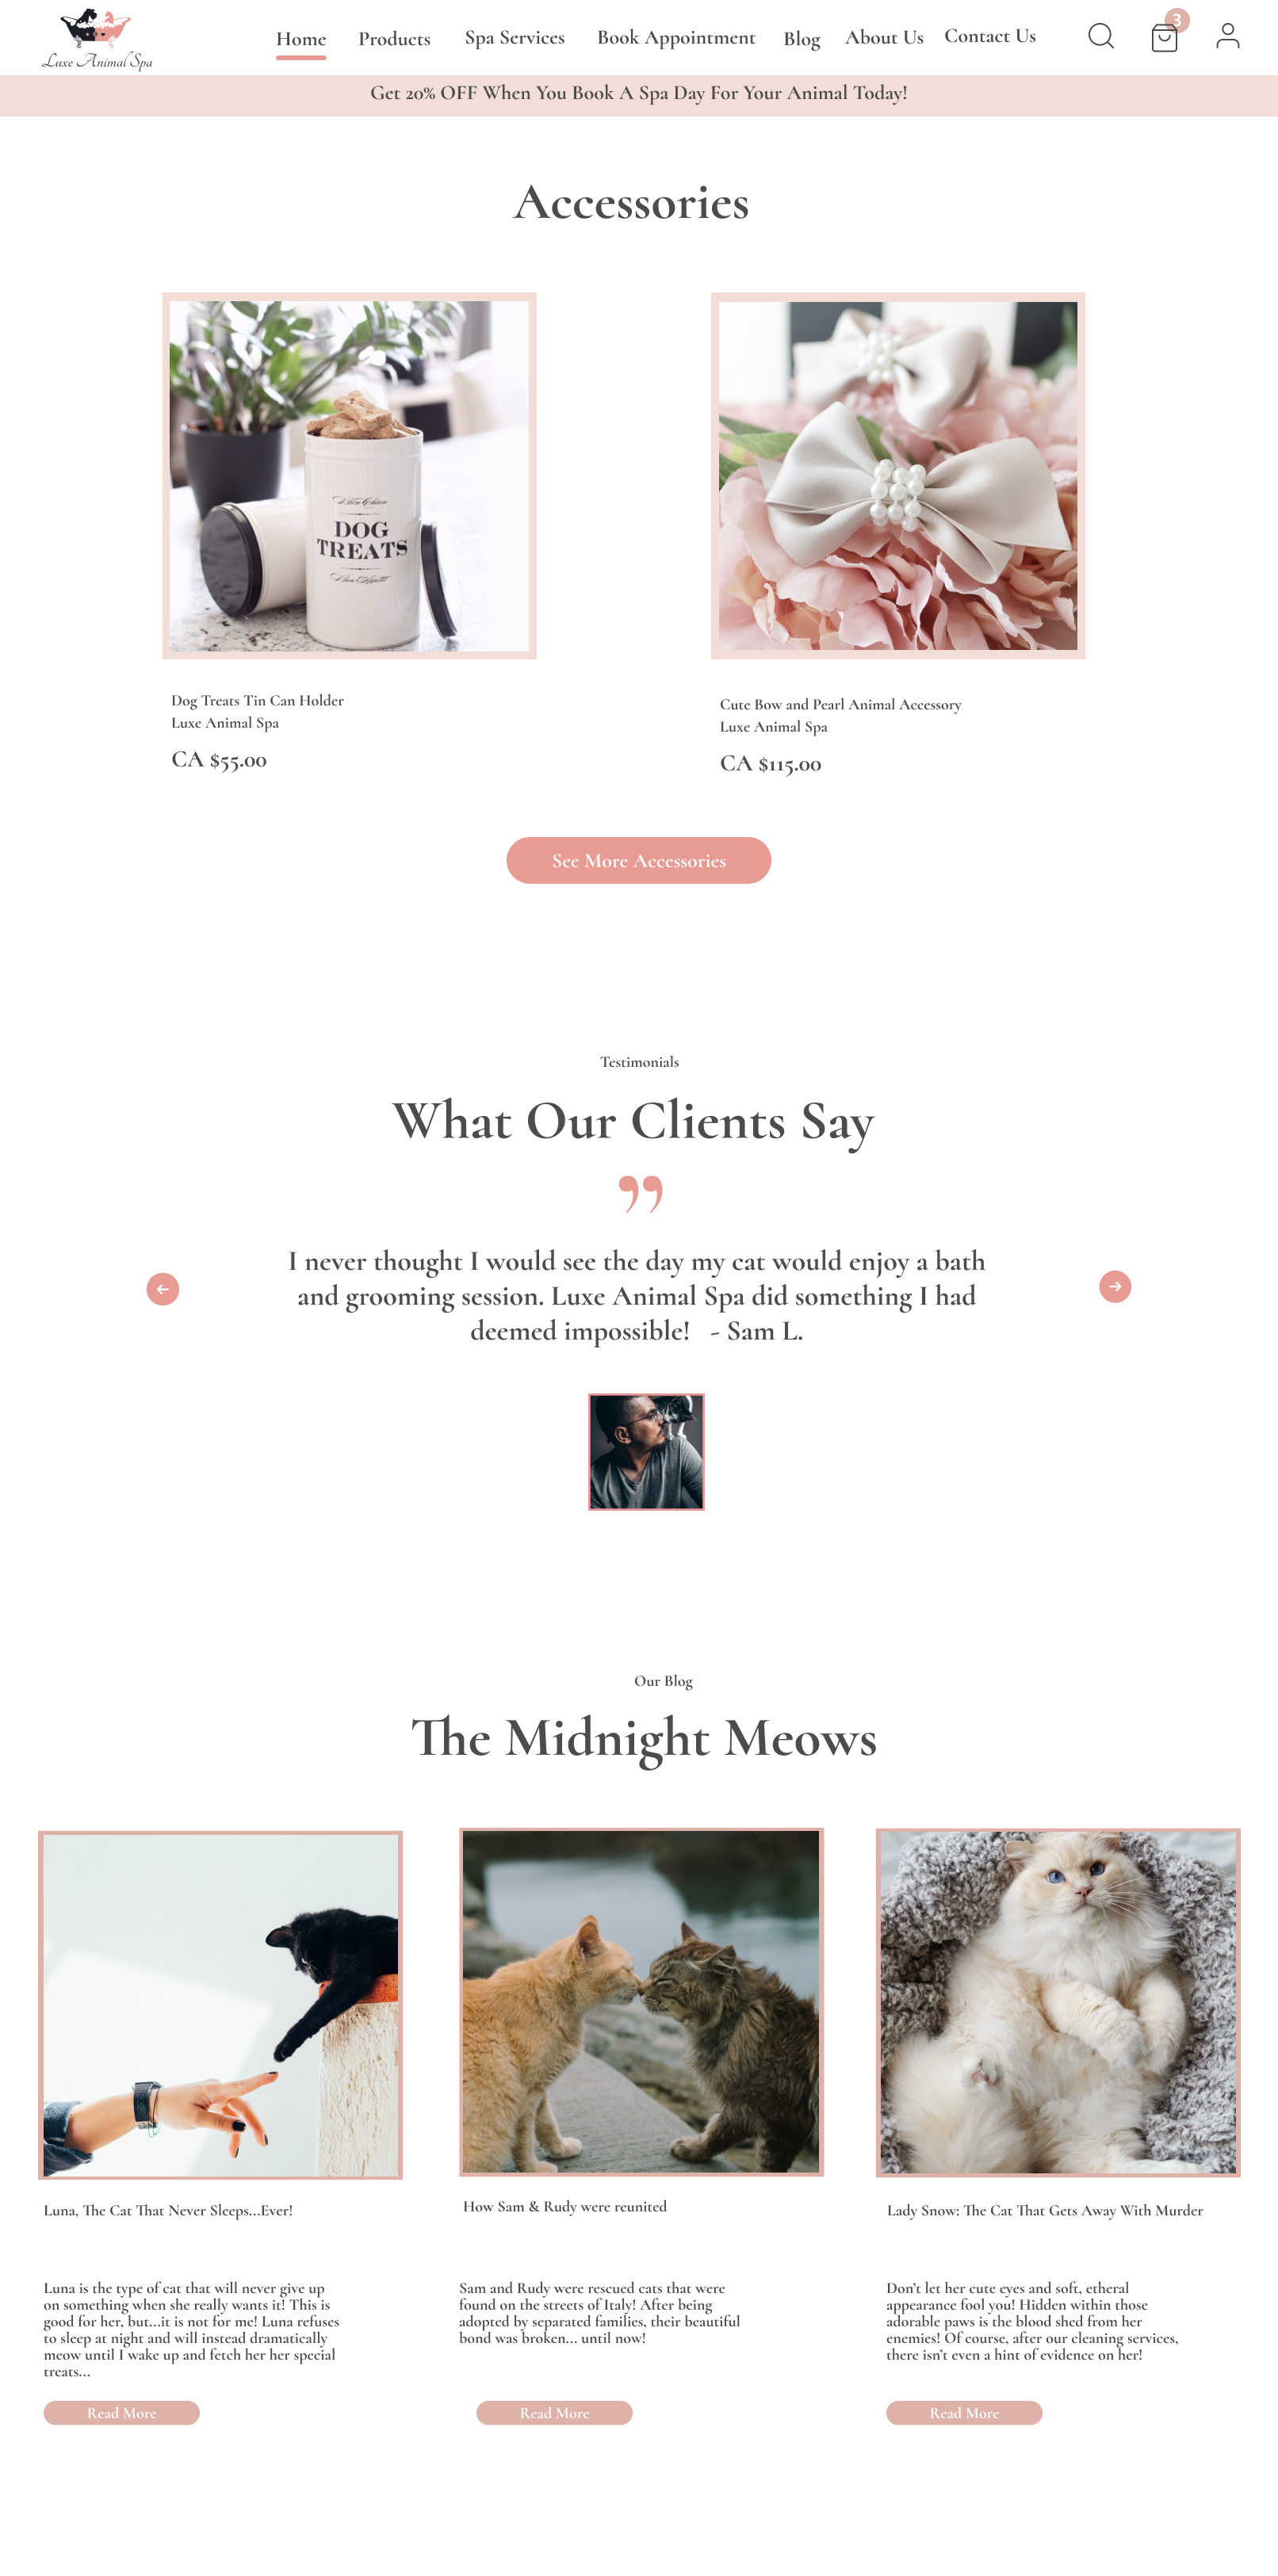 Luxe Animal Spa
Home Products Spa Services Book Appointment Blog About Us Contact Us
3
Get 20% OFF When You Book A Spa Day For Your Animal Today!
Accessories
DOG
TREATS
Bon Appetit
Dog Treats Tin Can Holder
Luxe Animal Spa
CA $55.00
Cute Bow and Pearl Animal Accessory
Luxe Animal Spa
CA $115.00
See More Accessories
Testimonials
What Our Clients Say
”
I never thought I would see the day my cat would enjoy a bath
and grooming session. Luxe Animal Spa did something I had
deemed impossible! - Sam L.
Our Blog
The Midnight Meows
Luna, The Cat That Never Sleeps...Ever!
Luna is the type of cat that will never give up
on something when she really wants it! This is
good for her, but...it is not for me! Luna refuses
to sleep at night and will instead dramatically
meow until I wake up and fetch her her special
treats...
Read More
How Sam & Rudy were reunited
Sam and Rudy were rescued cats that were
found on the streets of Italy! After being
adopted by separated families, their beautiful
bond was broken... until now!
Read More
Lady Snow: The Cat That Gets Away With Murder
Don't let her cute eyes and soft, etheral
appearance fool you! Hidden within those
adorable paws is the blood shed from her
enemies! Of course, after our cleaning services,
there isn't even a hint of evidence on her!
Read More